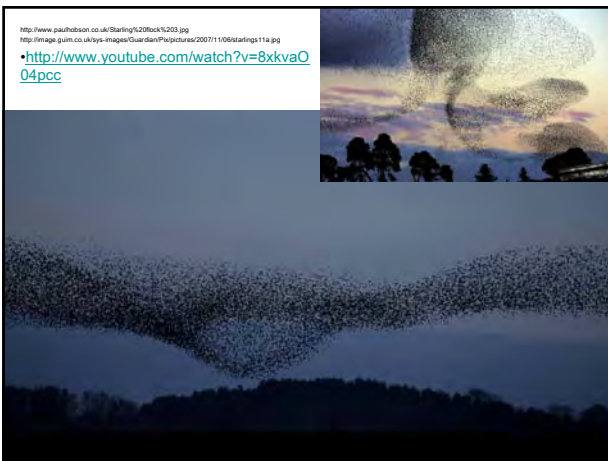 http://www.paulhobson.co.uk/Starling%20flock%203.jpg
http://image.guim.co.uk/sys-images/Guardian/Pix/pictures/2007/11/06/starlings11a.jpg
•http://www.youtube.com/watch?v=8xkvaO
04pcc